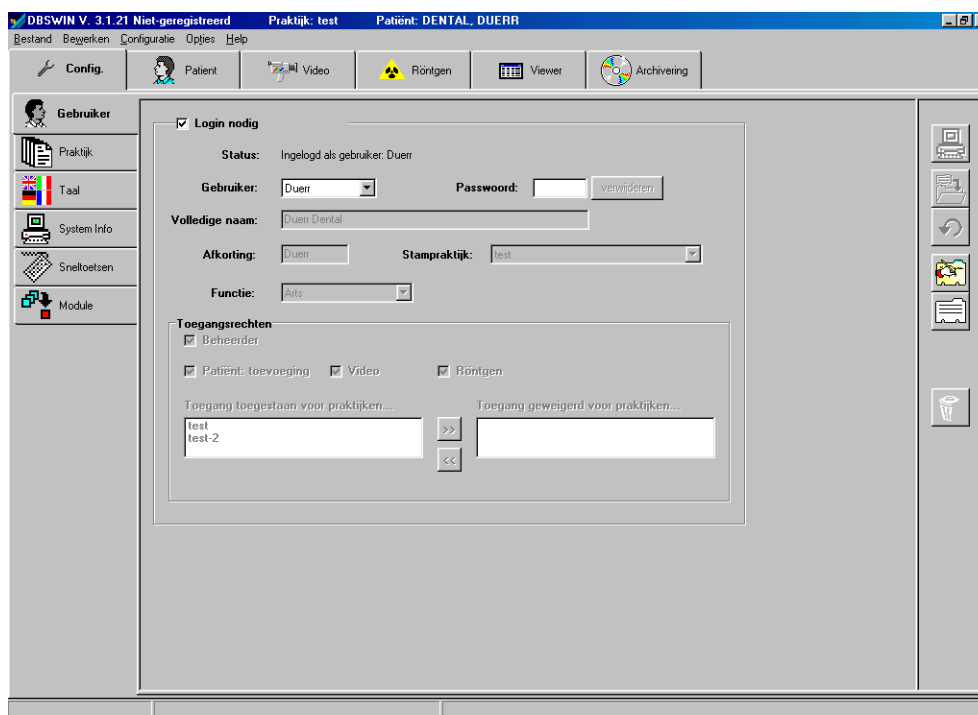 DBSWIN V. 3.1.21 Niet-geregistreerd Praktijk: test Patiënt: DENTAL, DUERR
Bestand Bewerken Configuratie Opties Help
Config. Patient Video Röntgen Viewer Archivering
Gebruiker
Praktijk
Taal
System Info
Sneltoetsen
Module
Login nodig
Status: Ingelogd als gebruiker: Duerr
Gebruiker: Duerr Passwoord: verwijderen
Volledige naam: Duerr Dental
Afkorting: Duerr Stampraktijk: test
Functie: Arts
Toegangsrechten
Beheerder
Patiënt: toevoeging Video Röntgen
Toegang toegestaan voor praktijken... Toegang geweigerd voor praktijken...
test
test-2
>>
<<